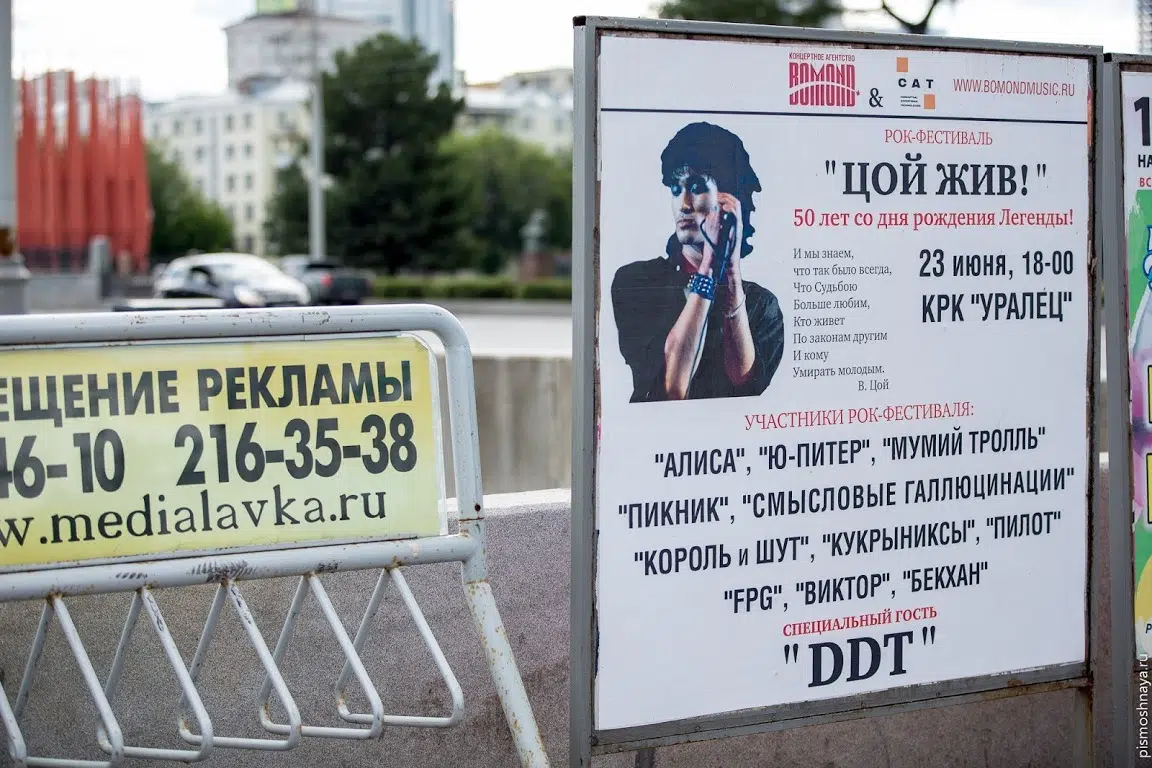 ЕЩЕНИЕ РЕКЛАМЫ
46-10 216-35-38
w.medialavka.ru
КОНЦЕРТНОЕ АГЕНТСТВО
BOMOND
&
CAT
WWW.BOMONDMUSIC.RU
РОК-ФЕСТИВАЛЬ
"ЦОЙ ЖИВ!"
50 лет со дня рождения Легенды!
И мы знаем,
что так было всегда,
Что Судьбою
Больше любим,
Кто живет
По законам другим
И кому
Умирать молодым.
В. Цой
23 июня, 18-00
КРК "УРАЛЕЦ"
УЧАСТНИКИ РОК-ФЕСТИВАЛЯ:
"АЛИСА", "Ю-ПИТЕР", "МУМИЙ ТРОЛЛЬ"
"ПИКНИК", "СМЫСЛОВЫЕ ГАЛЛЮЦИНАЦИИ"
"КОРОЛЬ и ШУТ", "КУКРЫНИКСЫ", "ПИЛОТ"
"FPG", "ВИКТОР", "БЕКХАН"
СПЕЦИАЛЬНЫЙ ГОСТЬ
"DDT"
pismoshnaya.ru